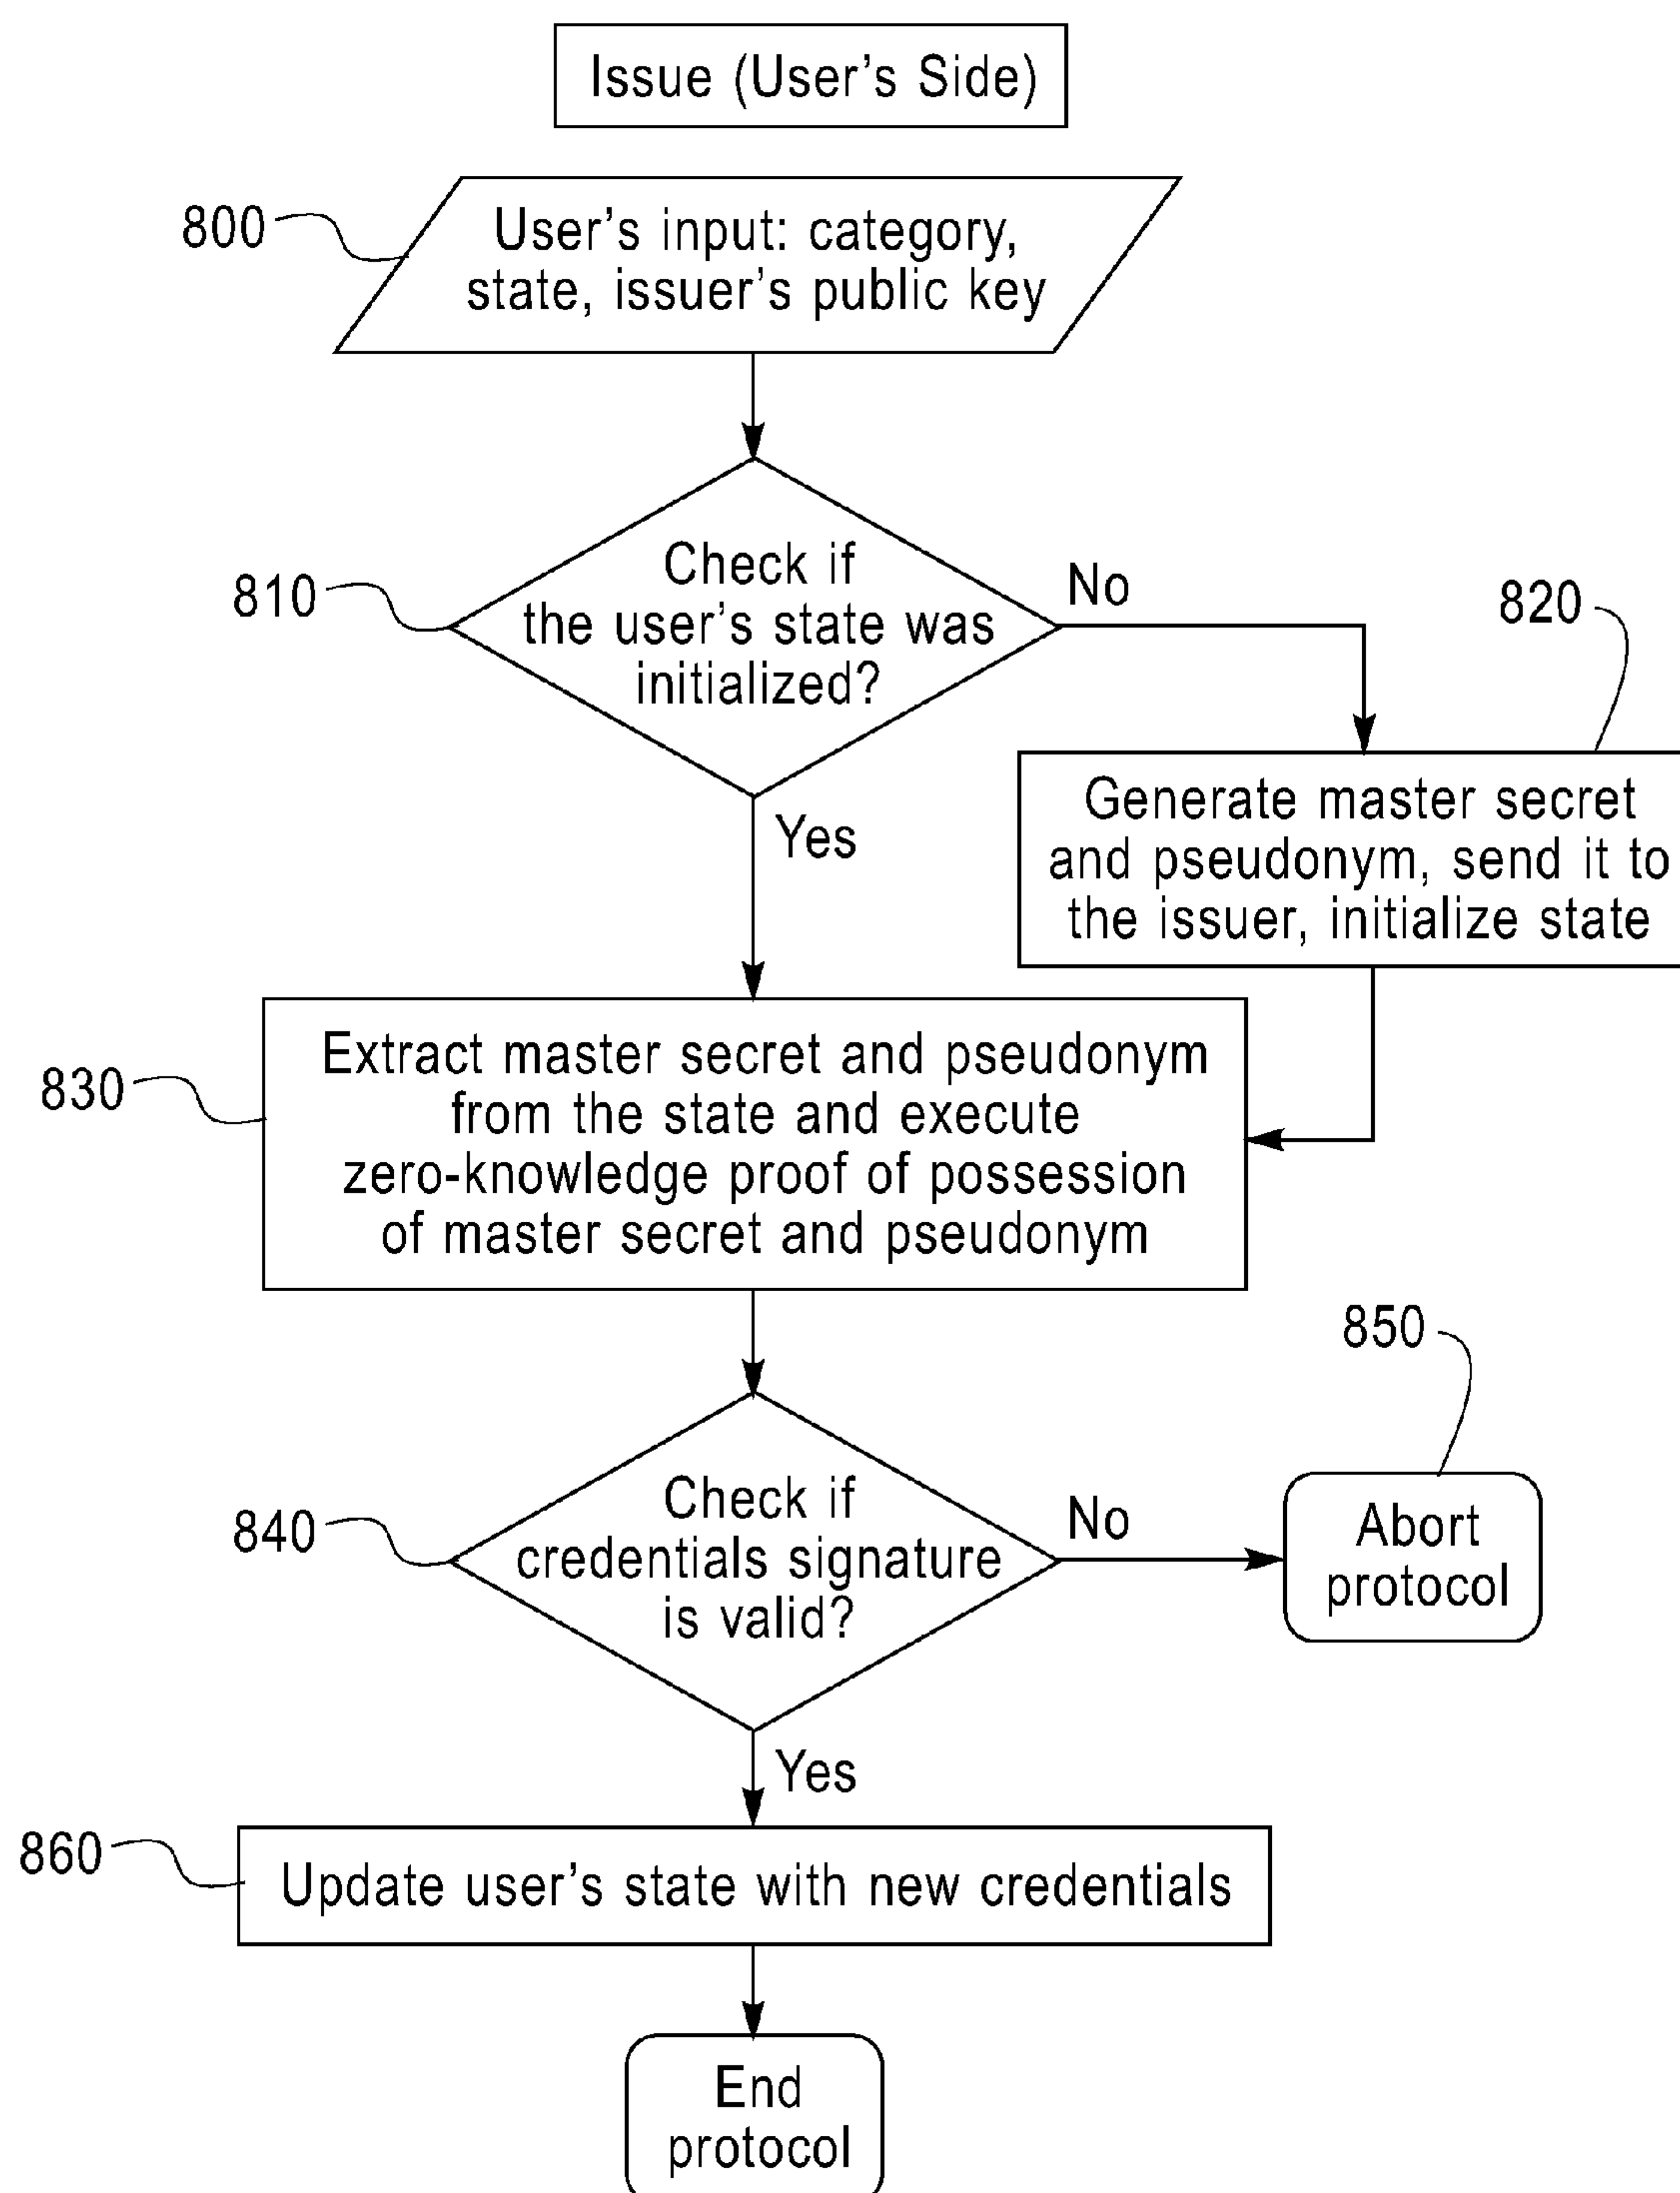 Issue (User's Side)
800
User's input: category,
state, issuer's public key
810
Check if
the user's state was
initialized?
No
820
Yes
Generate master secret
and pseudonym, send it to
the issuer, initialize state
830
Extract master secret and pseudonym
from the state and execute
zero-knowledge proof of possession
of master secret and pseudonym
840
Check if
credentials signature
is valid?
No
850
Abort
protocol
Yes
860
Update user's state with new credentials
End
protocol